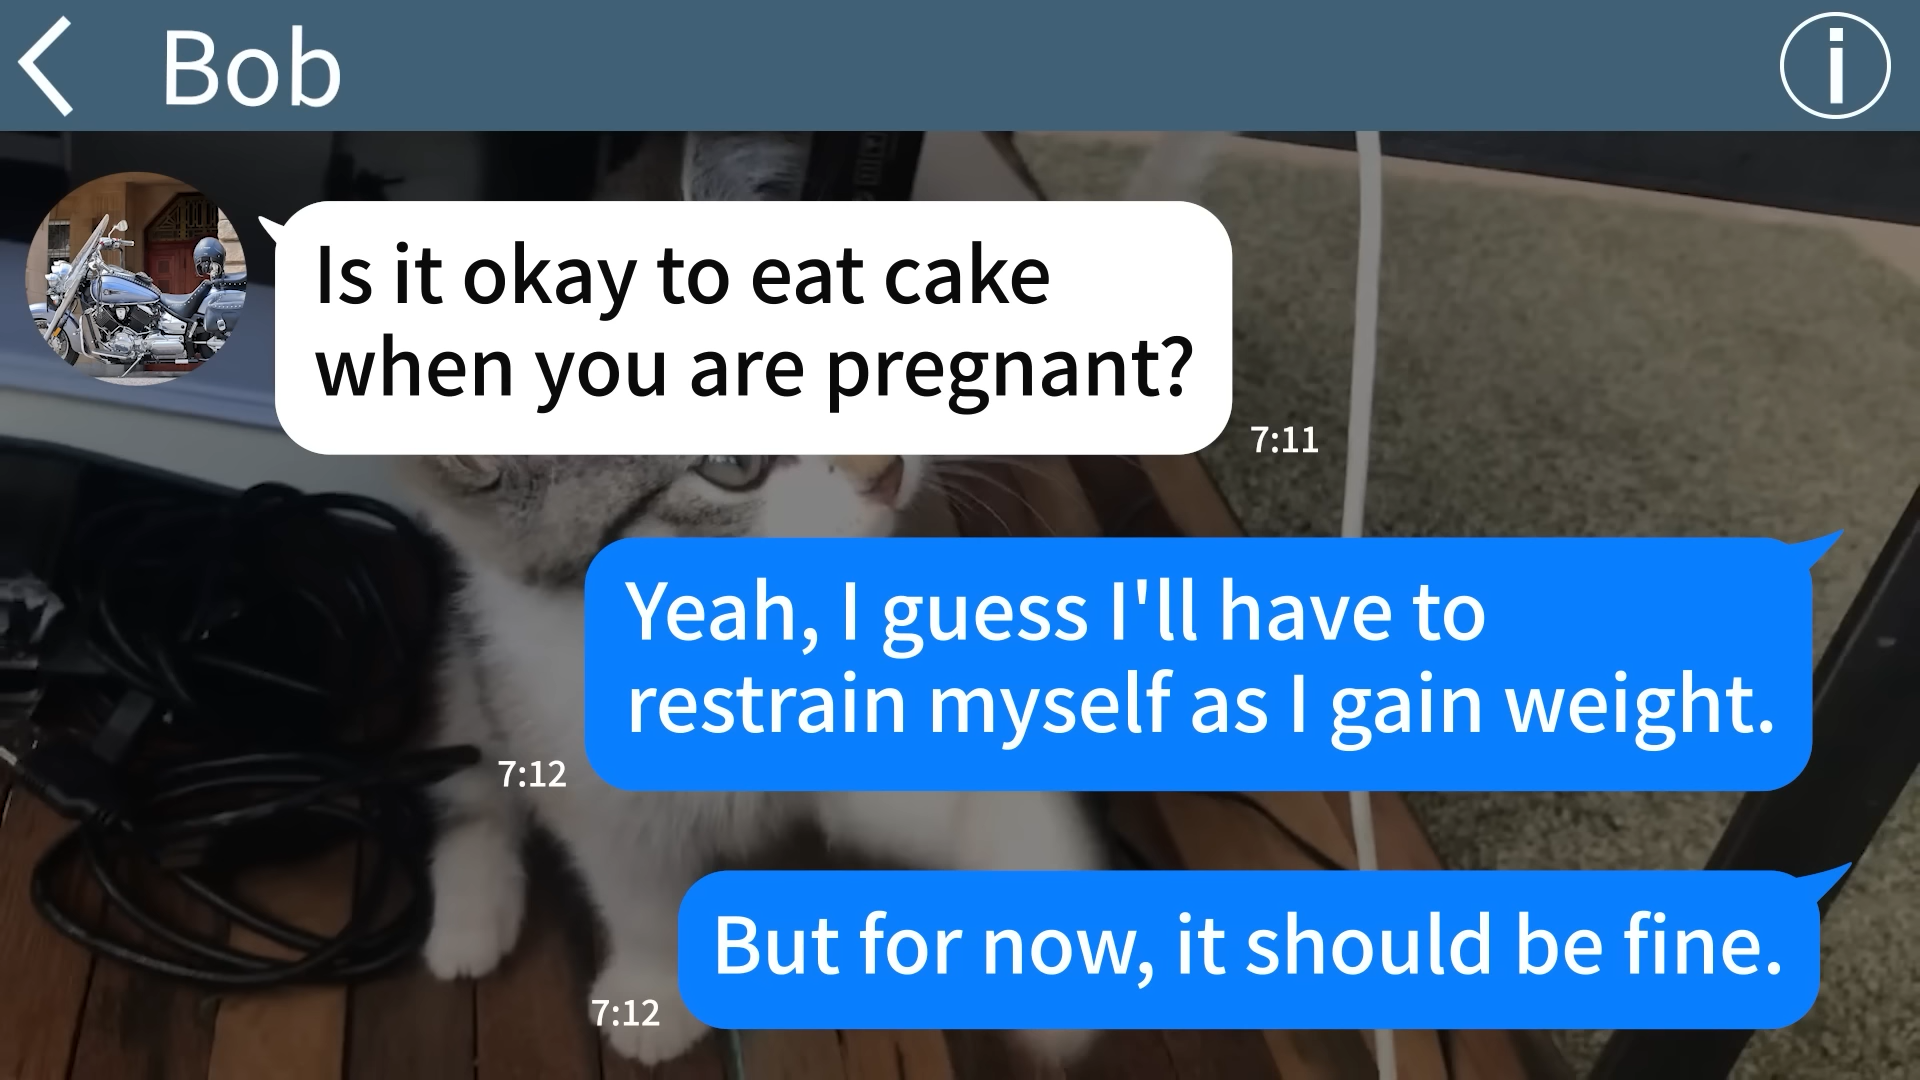 Bob
Is it okay to eat cake
when you are pregnant?
7:11
Yeah, I guess I'll have to
restrain myself as I gain weight.
7:12
But for now, it should be fine.
7:12